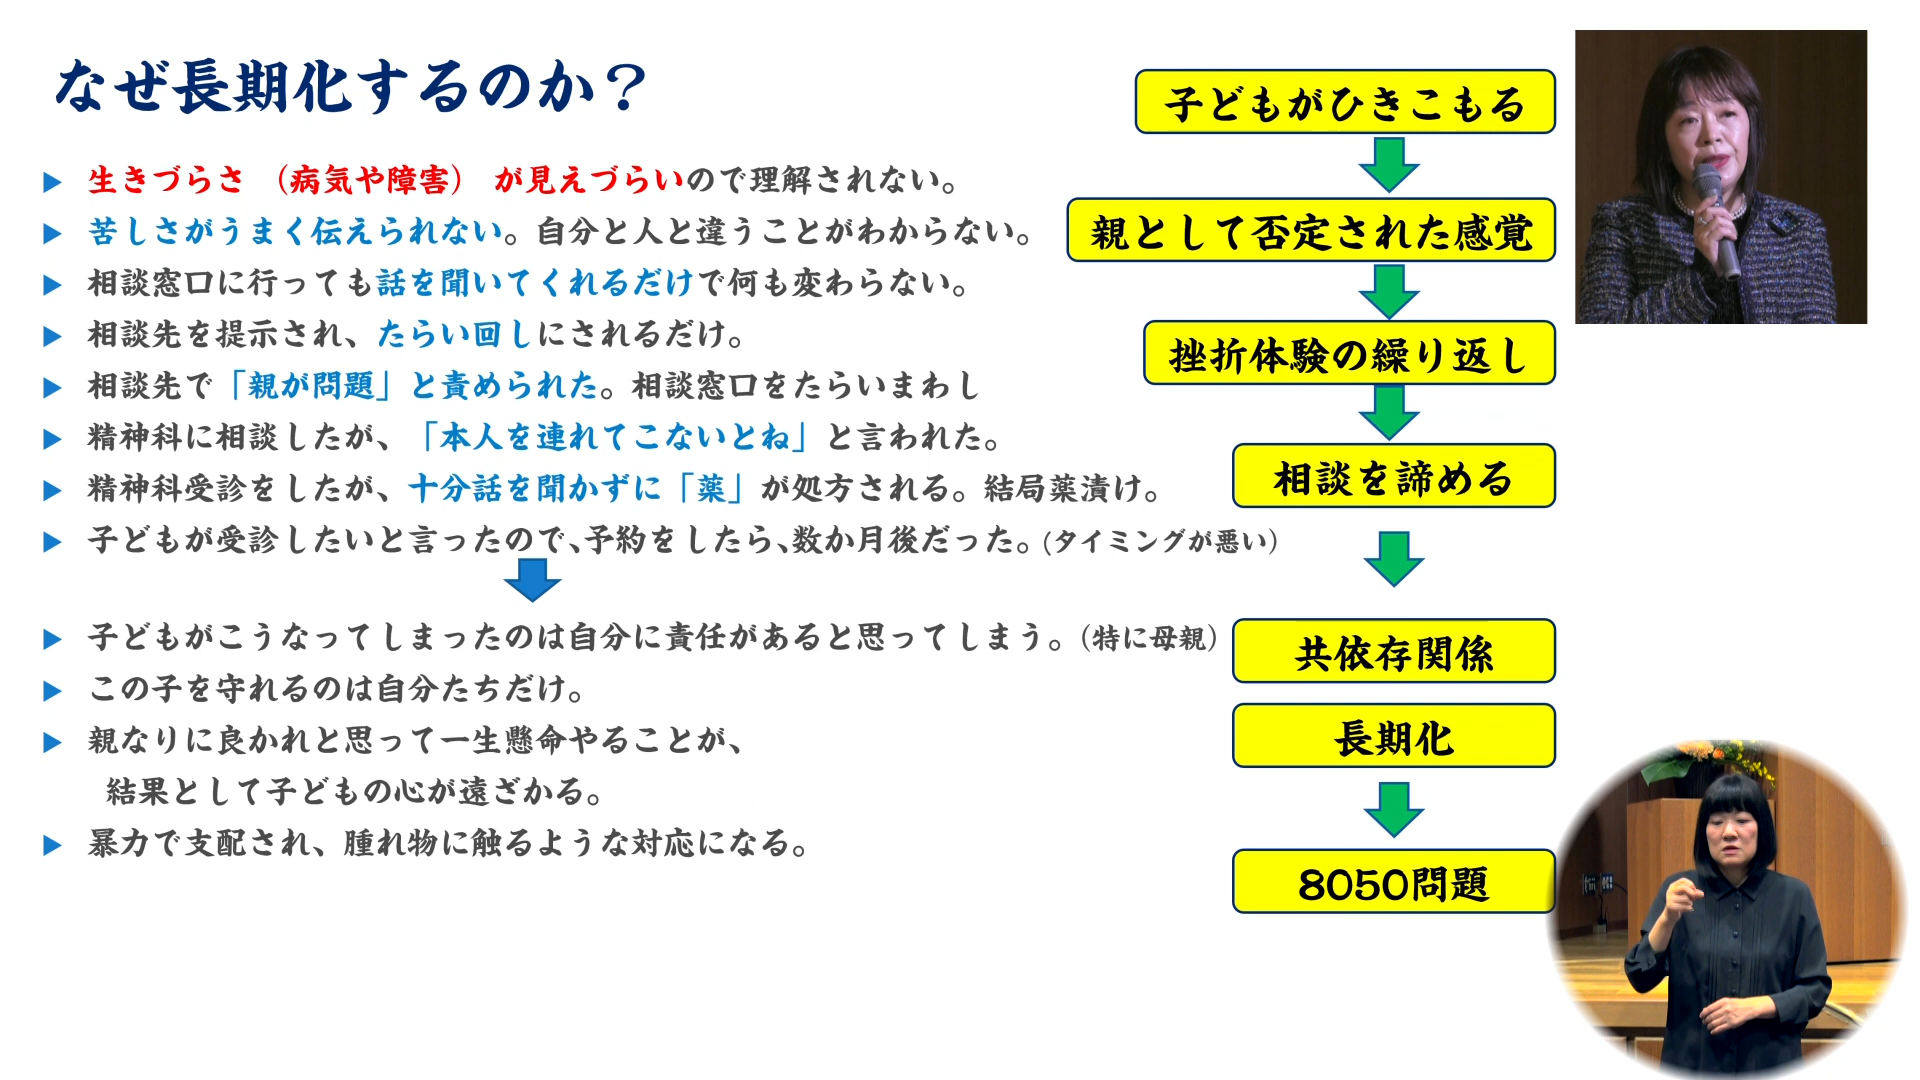 なぜ長期化するのか？
生きづらさ （病気や障害） が見えづらいので理解されない。
苦しさがうまく伝えられない。自分と人と違うことがわからない。
相談窓口に行っても話を聞いてくれるだけで何も変わらない。
相談先を提示され、たらい回しにされるだけ。
相談先で「親が問題」と責められた。相談窓口をたらいまわし
精神科に相談したが、「本人を連れてこないとね」と言われた。
精神科受診をしたが、十分話を聞かずに「薬」が処方される。結局薬漬け。
子どもが受診したいと言ったので、予約をしたら、数か月後だった。(タイミングが悪い)
子どもがこうなってしまったのは自分に責任があると思ってしまう。(特に母親)
この子を守れるのは自分たちだけ。
親なりに良かれと思って一生懸命やることが、
結果として子どもの心が遠ざかる。
暴力で支配され、腫れ物に触るような対応になる。
子どもがひきこもる
親として否定された感覚
挫折体験の繰り返し
相談を諦める
共依存関係
長期化
8050問題